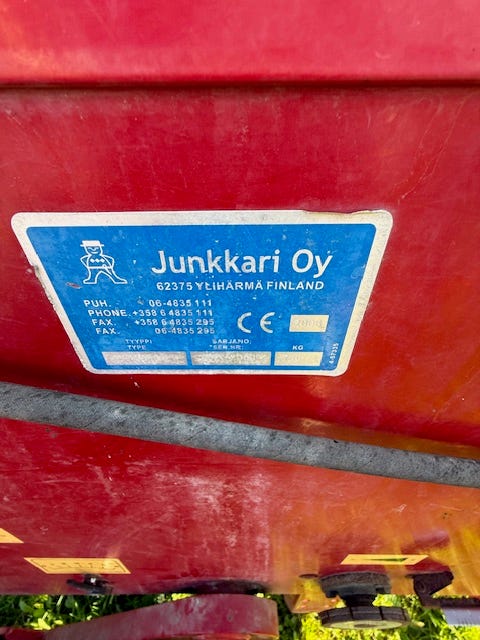 Junkkari Oy
62375 YLIHÄRMÄ FINLAND
PUH. 06-4835 111
PHONE. +358 6 4835 111
FAX. +358 6 4835 295
FAX. 06-4835 295
CE
TYYPPI
TYPE
SARJANO.
SER.NR.
KG